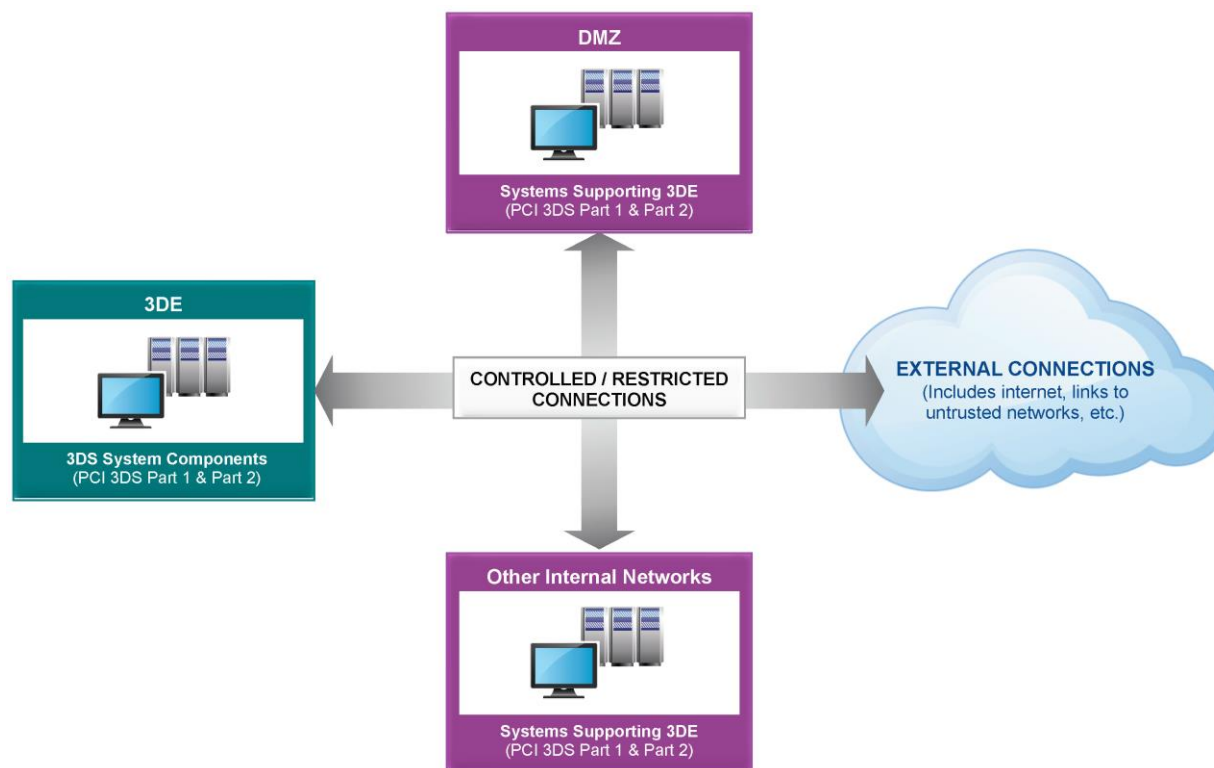 DMZ
Systems Supporting 3DE
(PCI 3DS Part 1 & Part 2)
3DE
3DS System Components
(PCI 3DS Part 1 & Part 2)
CONTROLLED / RESTRICTED
CONNECTIONS
EXTERNAL CONNECTIONS
(Includes internet, links to
untrusted networks, etc.)
Other Internal Networks
Systems Supporting 3DE
(PCI 3DS Part 1 & Part 2)